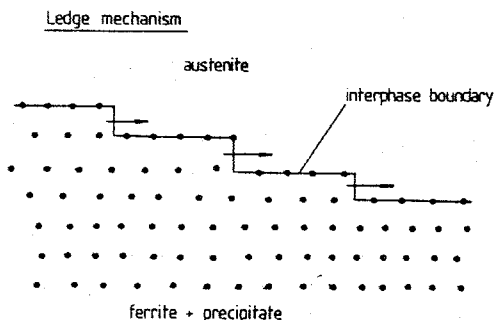 Ledge mechanism
austenite
interphase boundary
ferrite + precipitate